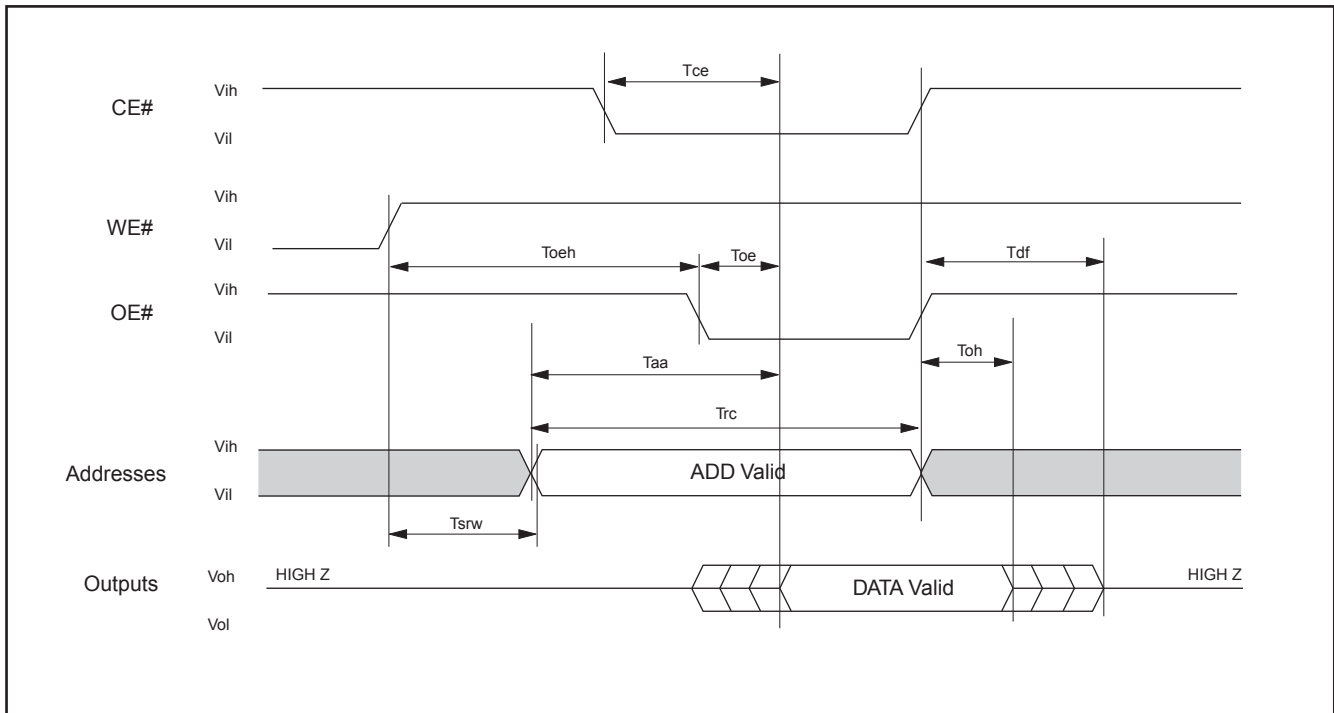 Tce
Vih
CE#
Vil
Vih
WE#
Vil
Toeh
Toe
Tdf
Vih
OE#
Vil
Toh
Taa
Trc
Vih
Addresses
ADD Valid
Vil
Tsrw
Voh
HIGH Z
HIGH Z
Outputs
DATA Valid
Vol